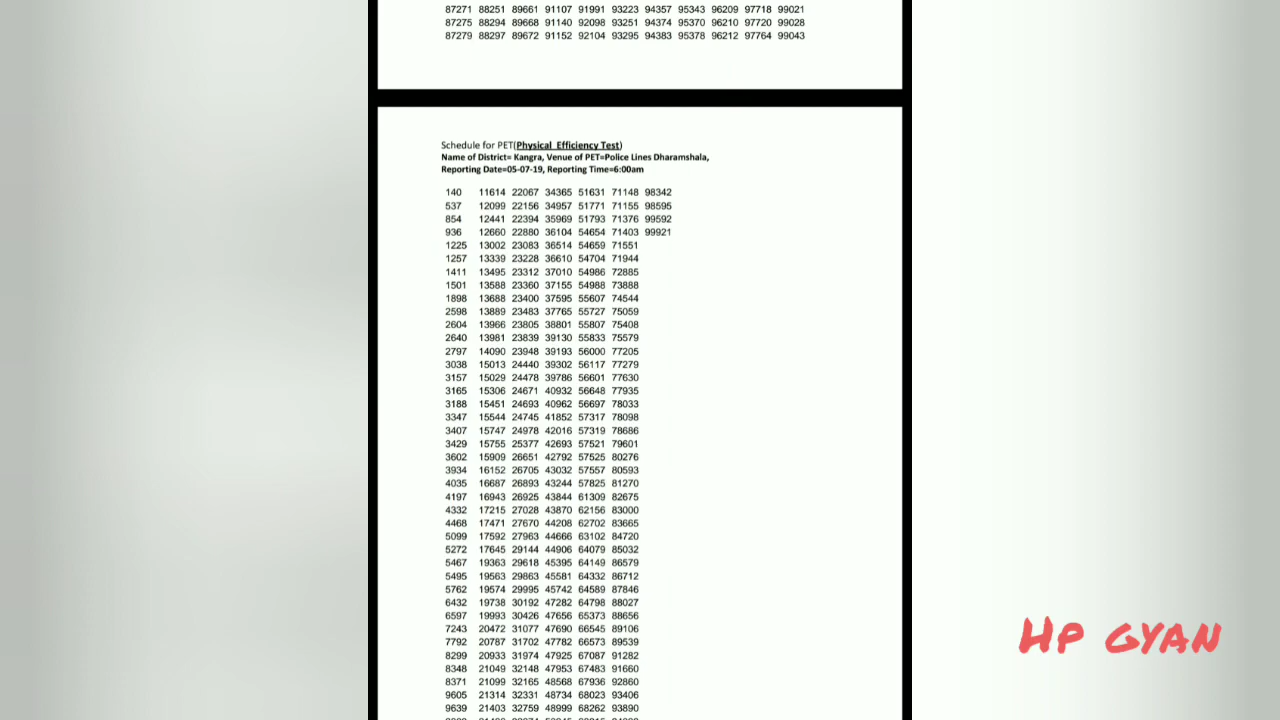 87271 88251 89661 91107 91991 93223 94357 95343 96209 97718 99021
87275 88294 89668 91140 92098 93251 94374 95370 96210 97720 99028
87279 88297 89672 91152 92104 93295 94383 95378 96212 97764 99043
Schedule for PET(Physical Efficiency Test)
Name of District= Kangra, Venue of PET=Police Lines Dharamshala,
Reporting Date=05-07-19, Reporting Time=6:00am
140 11614 22067 34365 51631 71148 98342
537 12099 22156 34957 51771 71155 98595
854 12441 22394 35969 51793 71376 99592
936 12660 22880 36104 54654 71403 99921
1225 13002 23083 36514 54659 71551
1257 13339 23228 36610 54704 71944
1411 13495 23312 37010 54986 72885
1501 13588 23360 37155 54988 73888
1898 13688 23400 37595 55607 74544
2598 13889 23483 37765 55727 75059
2604 13966 23805 38801 55807 75408
2640 13981 23839 39130 55833 75579
2797 14090 23948 39193 56000 77205
3038 15013 24440 39302 56117 77279
3157 15029 24478 39786 56601 77630
3165 15306 24671 40932 56648 77935
3188 15451 24693 40962 56697 78033
3347 15544 24745 41852 57317 78098
3407 15747 24978 42016 57319 78686
3429 15755 25377 42693 57521 79601
3602 15909 26651 42792 57525 80276
3934 16152 26705 43032 57557 80593
4035 16687 26893 43244 57825 81270
4197 16943 26925 43844 61309 82675
4332 17215 27028 43870 62156 83000
4468 17471 27670 44208 62702 83665
5099 17592 27963 44666 63102 84720
5272 17645 29144 44906 64079 85032
5467 19363 29618 45395 64149 86579
5495 19563 29863 45581 64332 86712
5762 19574 29995 45742 64589 87846
6432 19738 30192 47282 64798 88027
6597 19993 30426 47656 65373 88656
7243 20472 31077 47690 66545 89106
7792 20787 31702 47782 66573 89539
8299 20933 31974 47925 67087 91282
8348 21049 32148 47953 67483 91660
8371 21099 32165 48568 67936 92860
9605 21314 32331 48734 68023 93406
9639 21403 32759 48999 68262 93890
HP GYAN